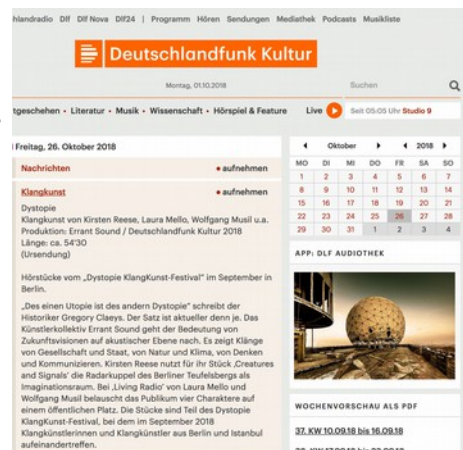 hlandradio Dlf Dlf Nova Dlf24 | Programm Hören Sendungen Mediathek Podcasts Musikliste
Deutschlandfunk Kultur
Montag, 01.10.2018
Suchen
tgeschehen • Literatur • Musik • Wissenschaft • Hörspiel & Feature
Live
Seit 05:05 Uhr Studio 9
Freitag, 26. Oktober 2018
Nachrichten
• aufnehmen
Klangkunst
• aufnehmen
Dystopie
Klangkunst von Kirsten Reese, Laura Mello, Wolfgang Musil u.a.
Produktion: Errant Sound / Deutschlandfunk Kultur 2018
Länge: ca. 54'30
(Ursendung)
Hörstücke vom „Dystopie KlangKunst-Festival" im September in
Berlin.
„Des einen Utopie ist des andern Dystopie" schreibt der
Historiker Gregory Claeys. Der Satz ist aktueller denn je. Das
Künstlerkollektiv Errant Sound geht der Bedeutung von
Zukunftsvisionen auf akustischer Ebene nach. Es zeigt Klänge
von Gesellschaft und Staat, von Natur und Klima, von Denken
und Kommunizieren. Kirsten Reese nutzt für ihr Stück ‚Creatures
and Signals' die Radarkuppel des Berliner Teufelsbergs als
Imaginationsraum. Bei ‚Living Radio' von Laura Mello und
Wolfgang Musil belauscht das Publikum vier Charaktere auf
einem öffentlichen Platz. Die Stücke sind Teil des Dystopie
KlangKunst-Festival, bei dem im September 2018
Klangkünstlerinnen und Klangkünstler aus Berlin und Istanbul
aufeinandertreffen.
Oktober 2018
MO DI MI DO FR SA SO
1 2 3 4 5 6 7
8 9 10 11 12 13 14
15 16 17 18 19 20 21
22 23 24 25 26 27 28
29 30 31 1 2 3 4
APP: DLF AUDIOTHEK
WOCHENVORSCHAU ALS PDF
37. KW 10.09.18 bis 16.09.18
38. KW 17.09.18 bis 23.09.18